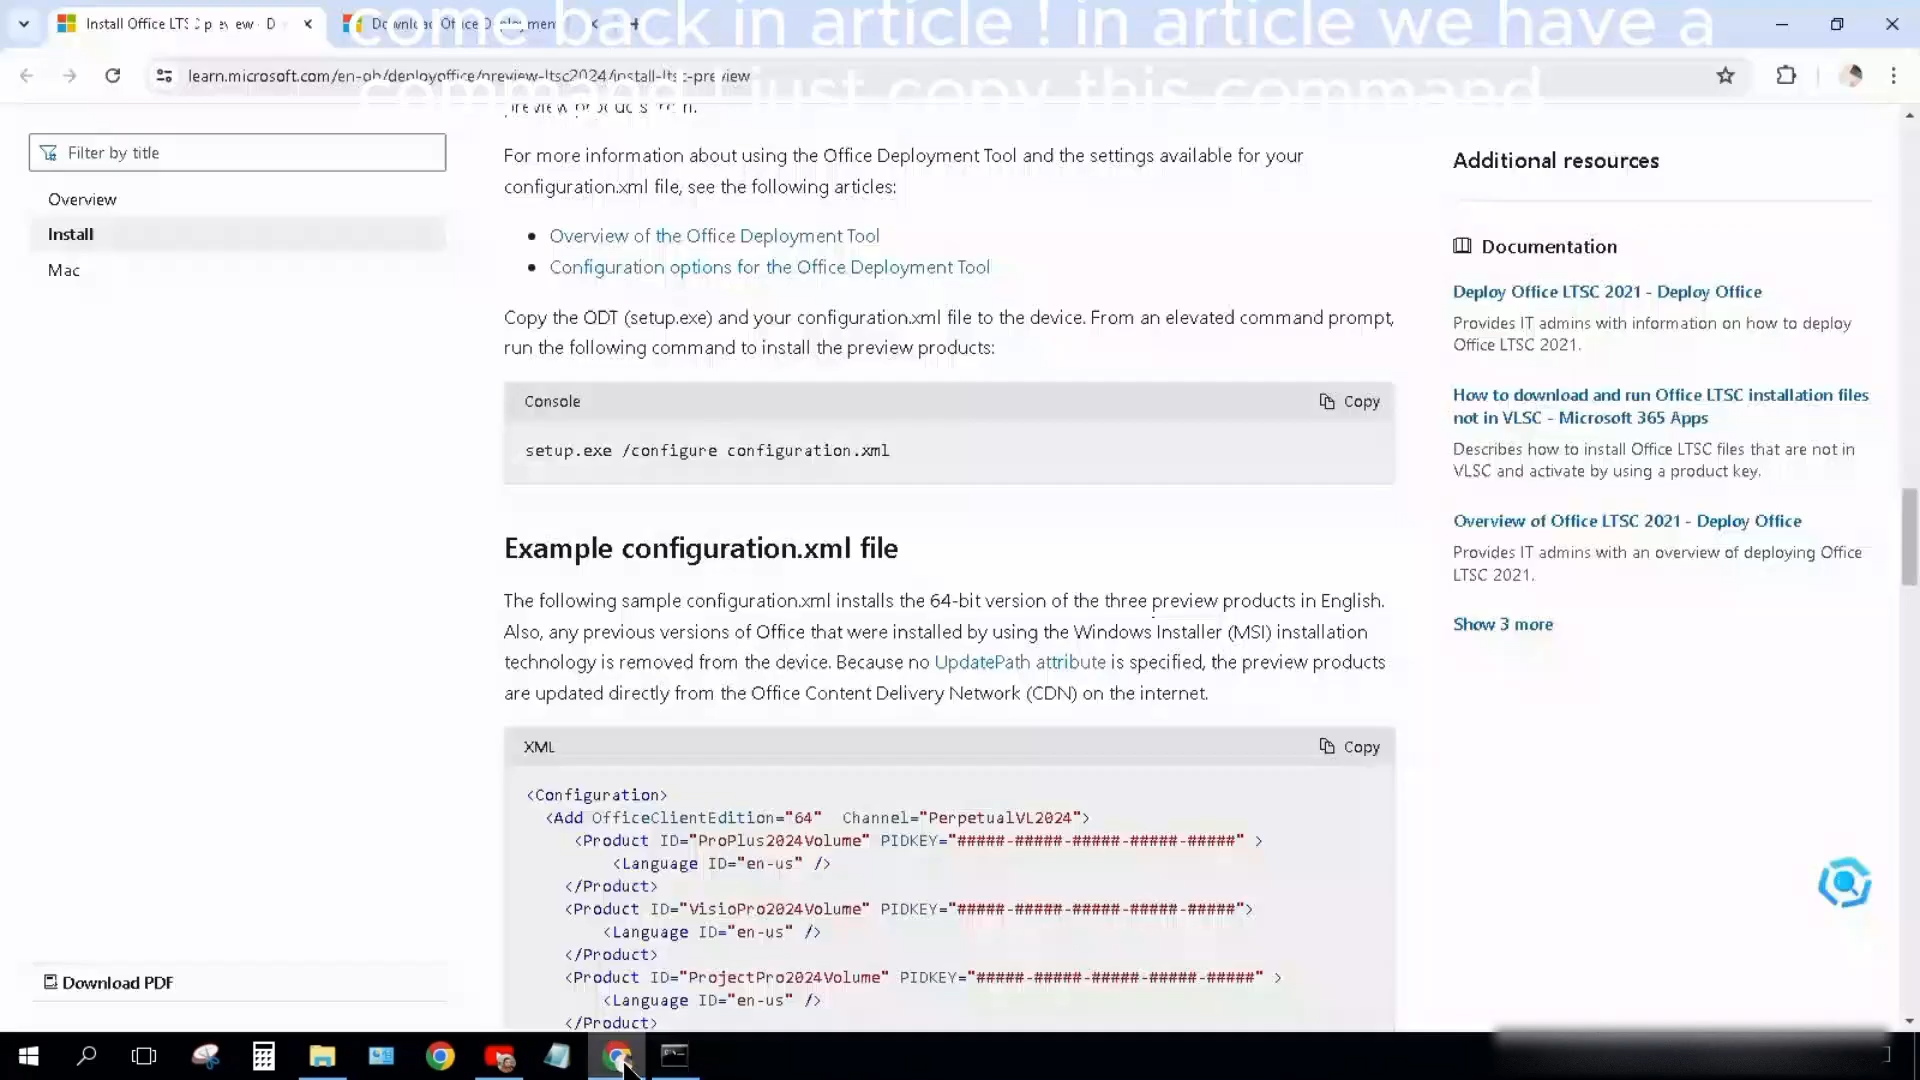 come back in article ! in article we have a
command ! just copy this command
Install Office LTSC preview - D
Download Office Deployment
learn.microsoft.com/en-gb/deployoffice/preview-ltsc2024/install-ltsc-preview
preview products from.
Filter by title
Overview
Install
Mac
Download PDF
For more information about using the Office Deployment Tool and the settings available for your
configuration.xml file, see the following articles:
• Overview of the Office Deployment Tool
• Configuration options for the Office Deployment Tool
Copy the ODT (setup.exe) and your configuration.xml file to the device. From an elevated command prompt,
run the following command to install the preview products:
Console
Copy
setup.exe /configure configuration.xml
Example configuration.xml file
The following sample configuration.xml installs the 64-bit version of the three preview products in English.
Also, any previous versions of Office that were installed by using the Windows Installer (MSI) installation
technology is removed from the device. Because no UpdatePath attribute is specified, the preview products
are updated directly from the Office Content Delivery Network (CDN) on the internet.
XML
Copy
<Configuration>
<Add OfficeClientEdition="64" Channel="PerpetualVL2024">
<Product ID="ProPlus2024Volume" PIDKEY="#####-#####-#####-#####-#####" >
<Language ID="en-us" />
</Product>
<Product ID="VisioPro2024Volume" PIDKEY="#####-#####-#####-#####-#####">
<Language ID="en-us" />
</Product>
<Product ID="ProjectPro2024Volume" PIDKEY="#####-#####-#####-#####-#####" >
<Language ID="en-us" />
</Product>
Additional resources
Documentation
Deploy Office LTSC 2021 - Deploy Office
Provides IT admins with information on how to deploy
Office LTSC 2021.
How to download and run Office LTSC installation files
not in VLSC - Microsoft 365 Apps
Describes how to install Office LTSC files that are not in
VLSC and activate by using a product key.
Overview of Office LTSC 2021 - Deploy Office
Provides IT admins with an overview of deploying Office
LTSC 2021.
Show 3 more